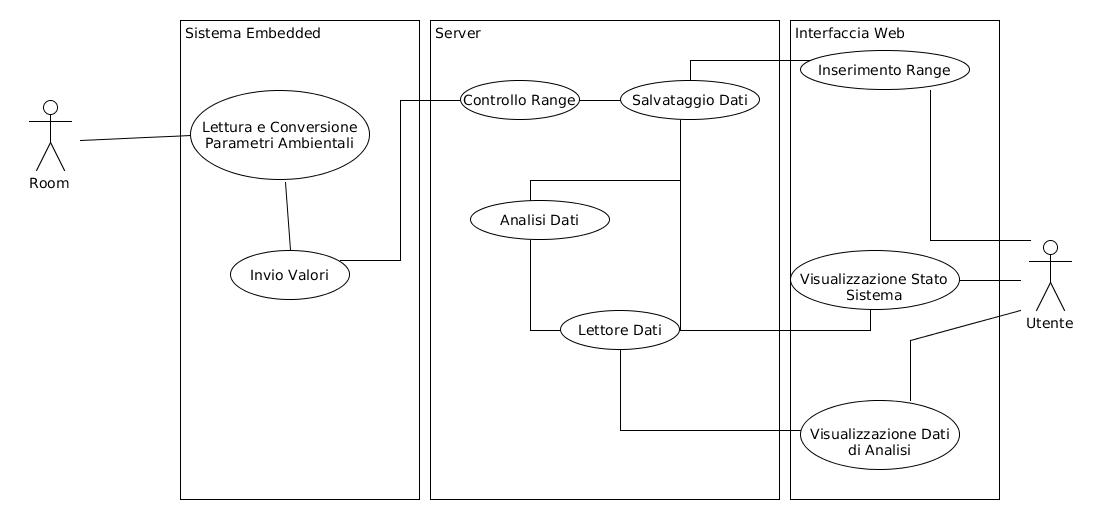 Sistema Embedded
Server
Interfaccia Web
Inserimento Range
Controllo Range
Salvataggio Dati
Lettura e Conversione
Parametri Ambientali
Room
Analisi Dati
Invio Valori
Visualizzazione Stato
Sistema
Utente
Lettore Dati
Visualizzazione Dati
di Analisi